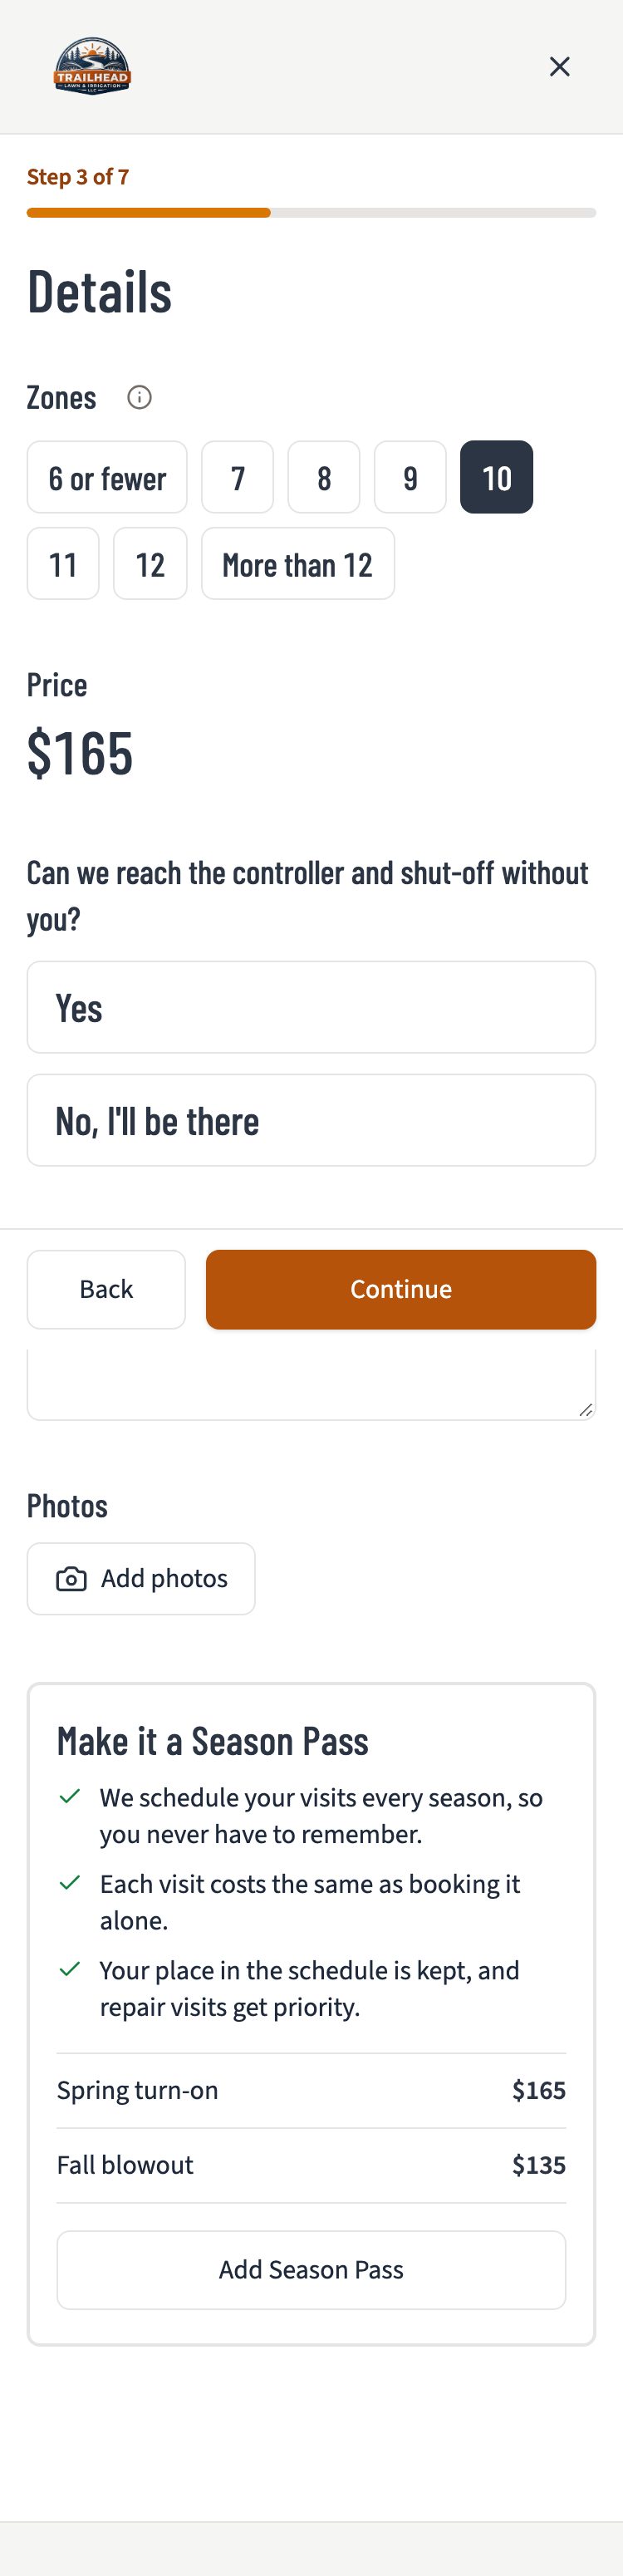 TRAILHEAD
LAWN & IRRIGATION
LLC
Step 3 of 7
Details
Zones
6 or fewer
7
8
9
10
11
12
More than 12
Price
$165
Can we reach the controller and shut-off without
you?
Yes
No, I'll be there
Back
Continue
Photos
Add photos
Make it a Season Pass
We schedule your visits every season, so
you never have to remember.
Each visit costs the same as booking it
alone.
Your place in the schedule is kept, and
repair visits get priority.
Spring turn-on $165
Fall blowout $135
Add Season Pass